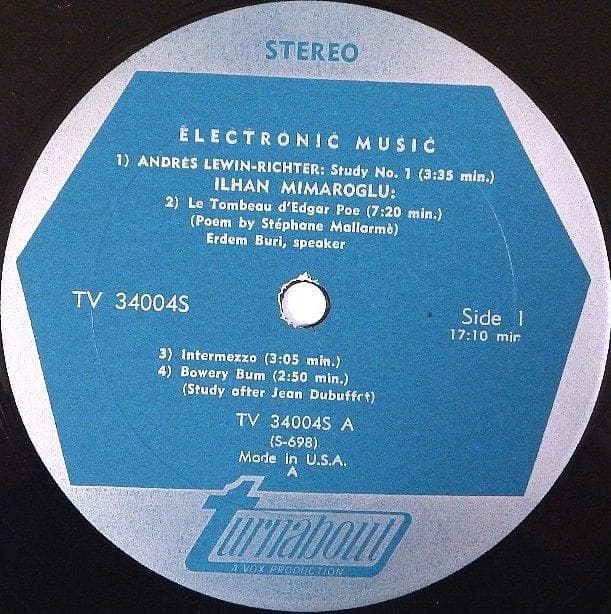 STEREO
ELECTRONIC MUSIC
1) ANDRÉS LEWIN-RICHTER: Study No. 1 (3:35 min.)
ILHAN MIMAROGLU:
2) Le Tombeau d'Edgar Poe (7:20 min.)
(Poem by Stéphane Mallarmè)
Erdem Buri, speaker
TV 34004S
Side 1
17:10 min
3) Intermezzo (3:05 min.)
4) Bowery Bum (2:50 min.)
(Study after Jean Dubuffet)
TV 34004S A
(S-698)
Made in U.S.A.
A
turnabout
A VOX PRODUCTION